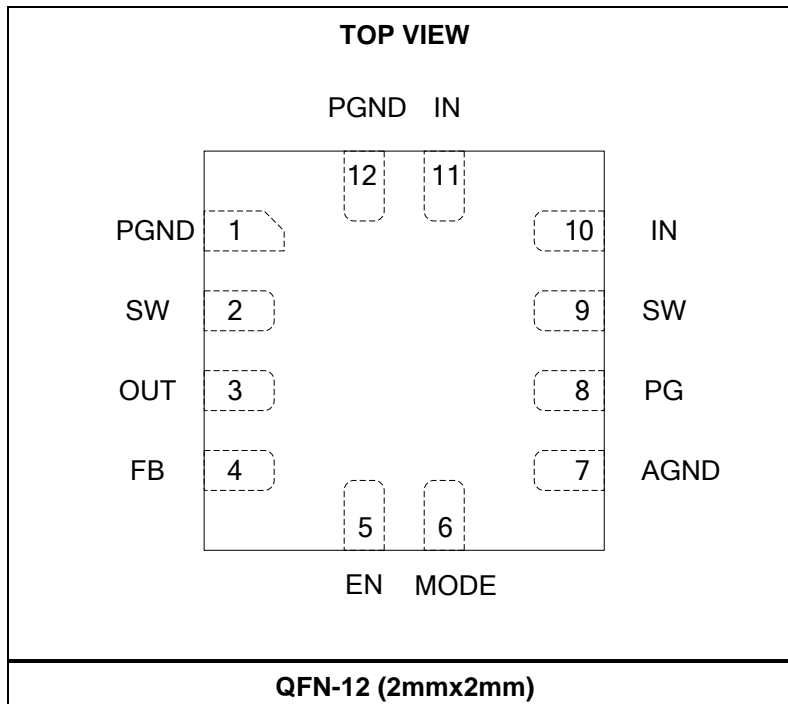 TOP VIEW
PGND IN
12 11
PGND 1 10 IN
SW 2 9 SW
OUT 3 8 PG
FB 4 7 AGND
5 6
EN MODE
QFN-12 (2mmx2mm)